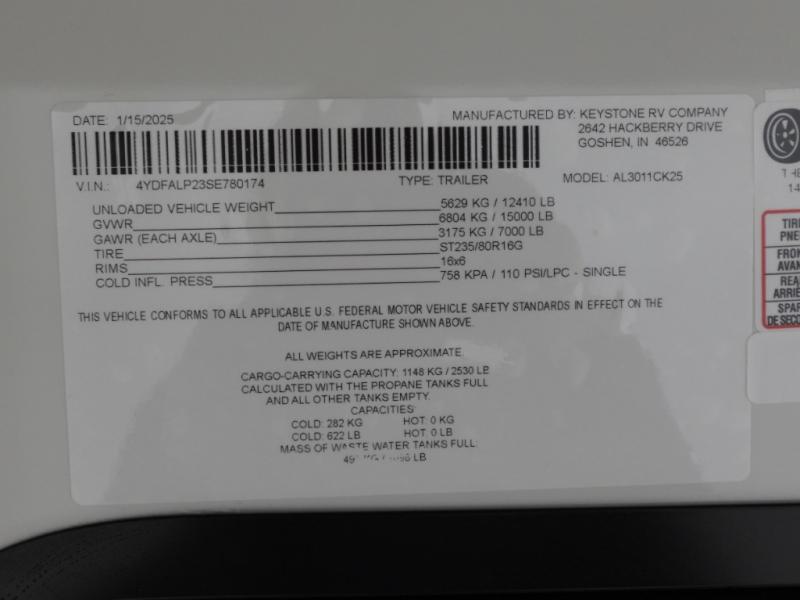 DATE: 1/15/2025
MANUFACTURED BY: KEYSTONE RV COMPANY
2642 HACKBERRY DRIVE
GOSHEN, IN 46526
V.I.N.: 4YDFALP23SE780174 TYPE: TRAILER MODEL: AL3011CK25
UNLOADED VEHICLE WEIGHT 5629 KG / 12410 LB
GVWR 6804 KG / 15000 LB
GAWR (EACH AXLE) 3175 KG / 7000 LB
TIRE ST235/80R16G
RIMS 16x6
COLD INFL. PRESS 758 KPA / 110 PSI/LPC - SINGLE
THIS VEHICLE CONFORMS TO ALL APPLICABLE U.S. FEDERAL MOTOR VEHICLE SAFETY STANDARDS IN EFFECT ON THE
DATE OF MANUFACTURE SHOWN ABOVE.
ALL WEIGHTS ARE APPROXIMATE.
CARGO-CARRYING CAPACITY: 1148 KG / 2530 LB
CALCULATED WITH THE PROPANE TANKS FULL
AND ALL OTHER TANKS EMPTY.
CAPACITIES:
COLD: 282 KG HOT: 0 KG
COLD: 622 LB HOT: 0 LB
MASS OF WASTE WATER TANKS FULL:
KG / LB
TH
14
TIR
PNE
FRON
AVAN
REA
ARRIÈ
SPAR
DE SECO